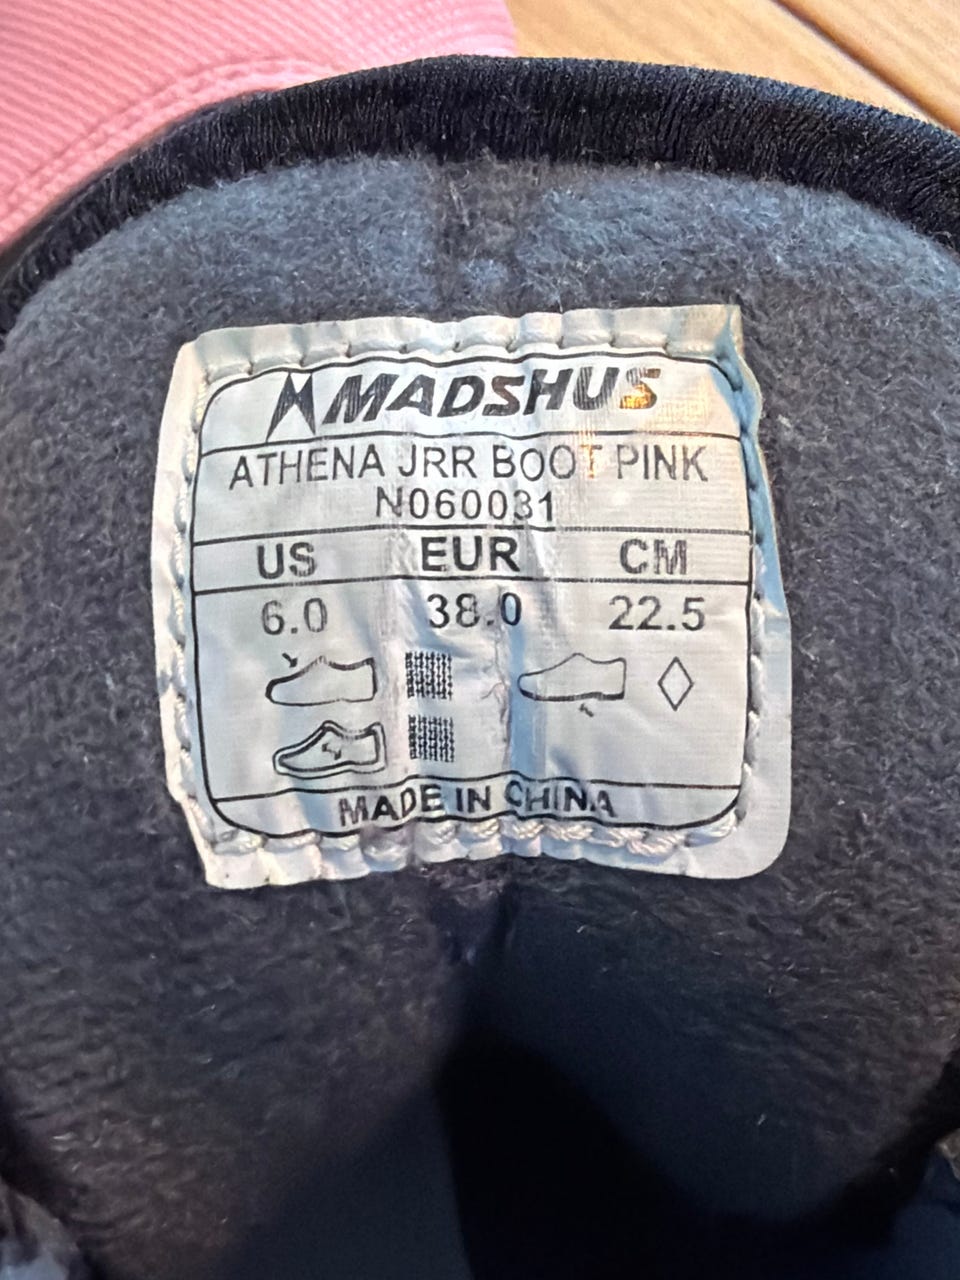 MADSHUS
ATHENA JRR BOOT PINK
N060031
US EUR CM
6.0 38.0 22.5
MADE IN CHINA